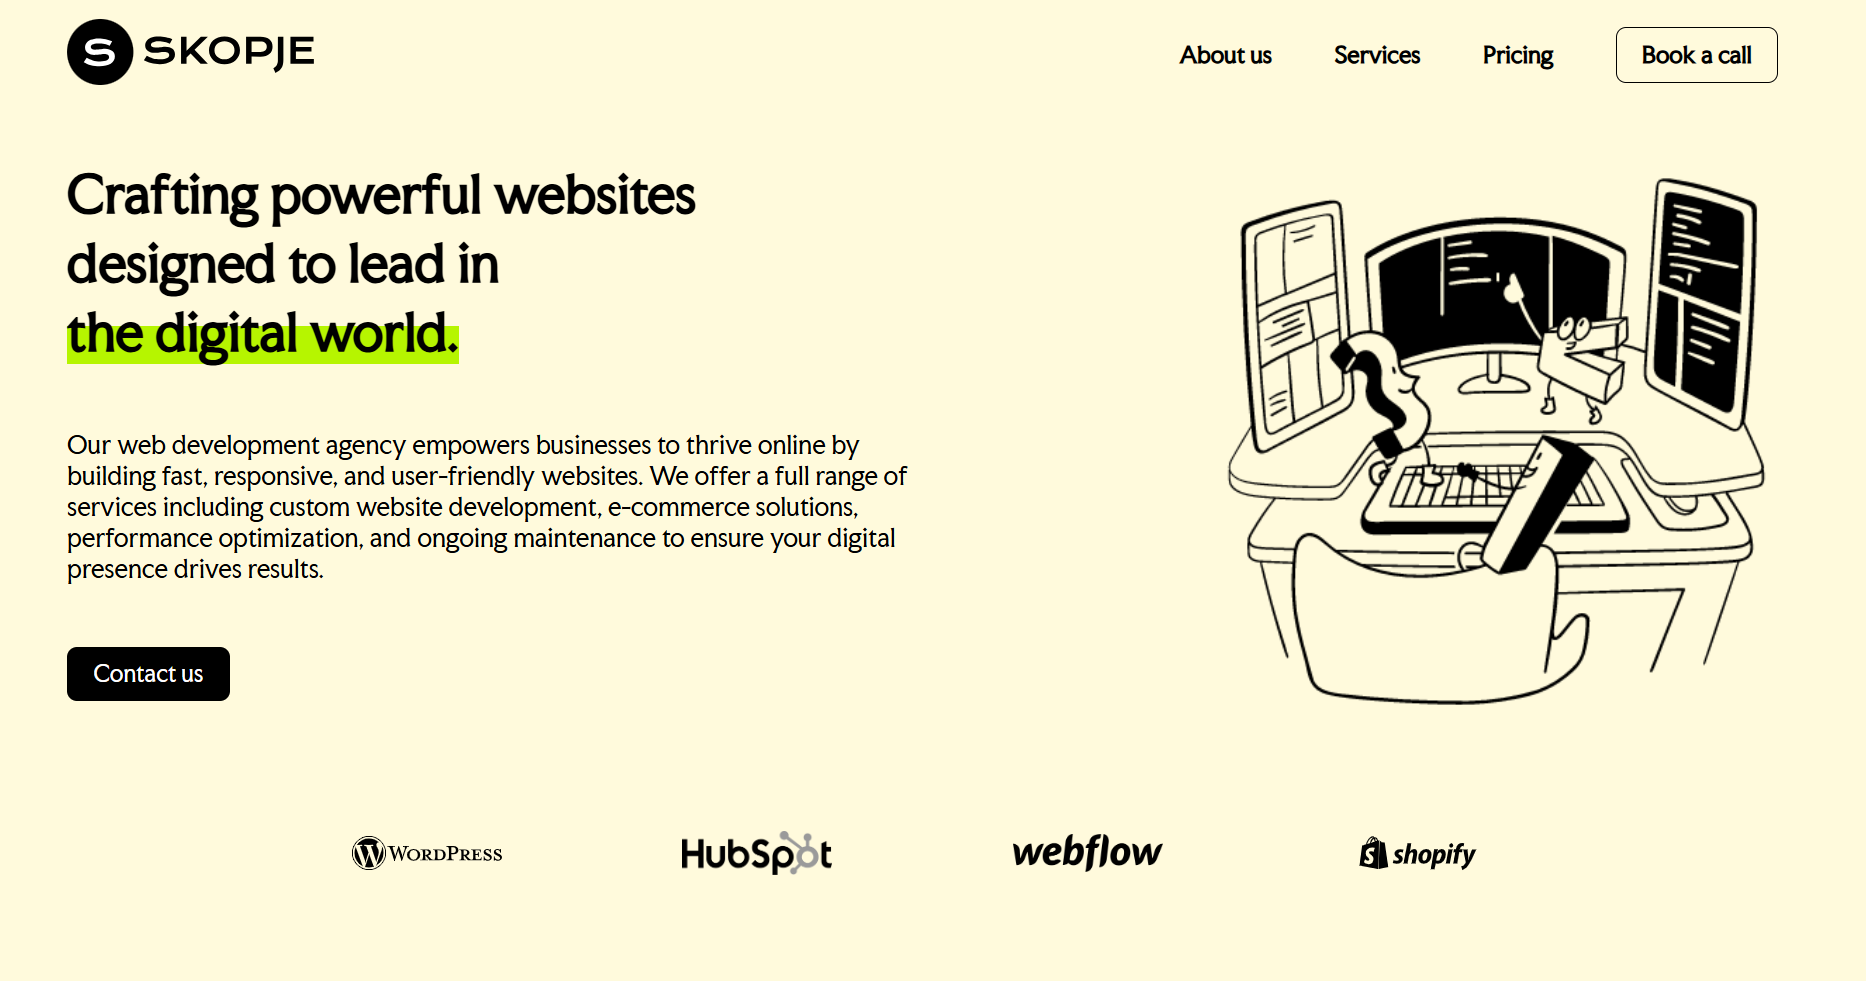 S SKOPJE
About us
Services
Pricing
Book a call
Crafting powerful websites
designed to lead in
the digital world.
Our web development agency empowers businesses to thrive online by
building fast, responsive, and user-friendly websites. We offer a full range of
services including custom website development, e-commerce solutions,
performance optimization, and ongoing maintenance to ensure your digital
presence drives results.
Contact us
W WORDPRESS
HubSpot
webflow
S shopify